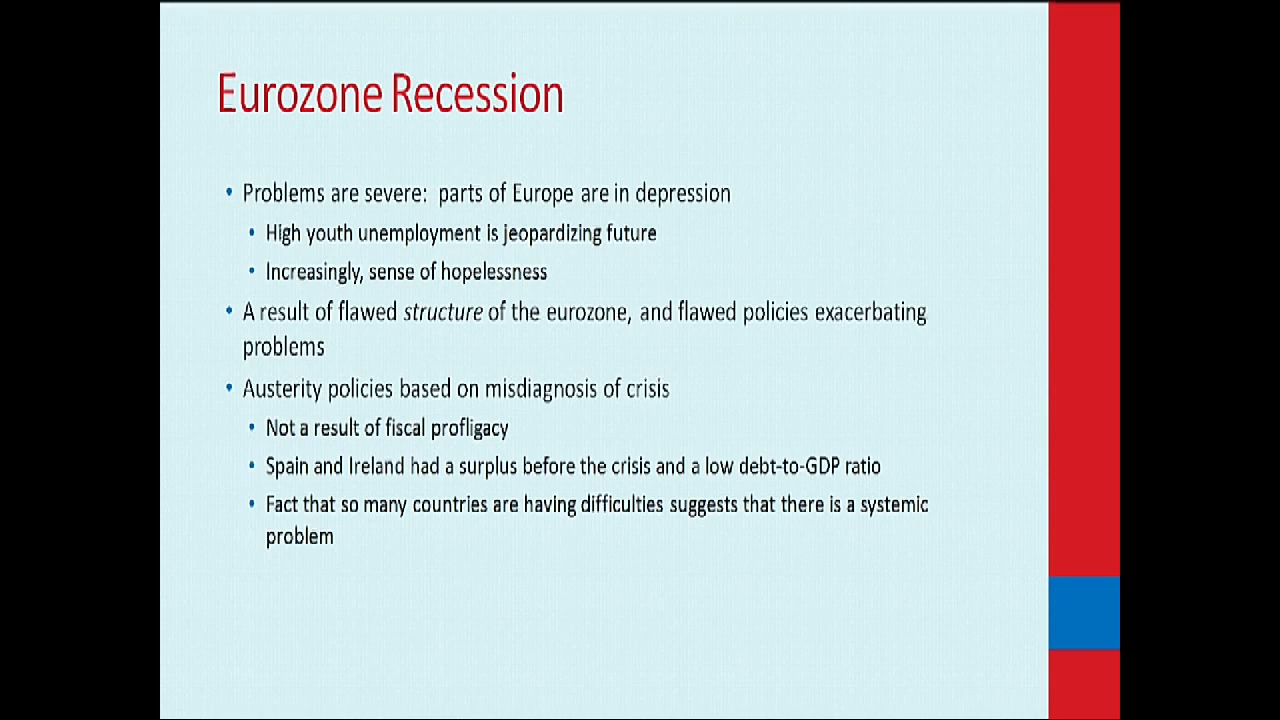 Eurozone Recession
• Problems are severe:  parts of Europe are in depression
• High youth unemployment is jeopardizing future
• Increasingly, sense of hopelessness
• A result of flawed structure of the eurozone, and flawed policies exacerbating
problems
• Austerity policies based on misdiagnosis of crisis
• Not a result of fiscal profligacy
• Spain and Ireland had a surplus before the crisis and a low debt-to-GDP ratio
• Fact that so many countries are having difficulties suggests that there is a systemic
problem